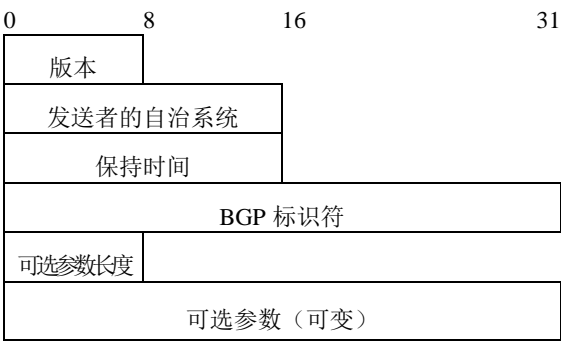 0 8 16 31
版本
发送者的自治系统
保持时间
BGP 标识符
可选参数长度
可选参数（可变）